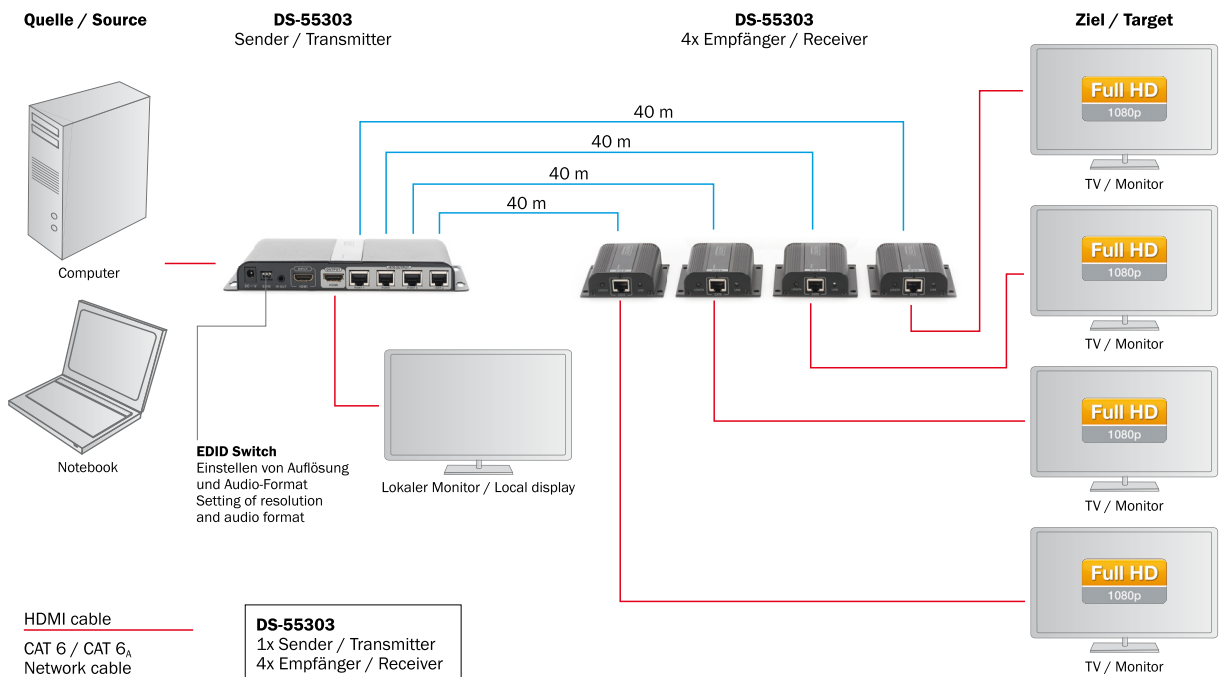 Quelle / Source
DS-55303
Sender / Transmitter
DS-55303
4x Empfänger / Receiver
Ziel / Target
40 m
40 m
40 m
40 m
Full HD
1080p
TV / Monitor
Full HD
1080p
TV / Monitor
Full HD
1080p
TV / Monitor
Full HD
1080p
TV / Monitor
Computer
Notebook
EDID Switch
Einstellen von Auflösung
und Audio-Format
Setting of resolution
and audio format
Lokaler Monitor / Local display
HDMI cable
CAT 6 / CAT 6A
Network cable
DS-55303
1x Sender / Transmitter
4x Empfänger / Receiver